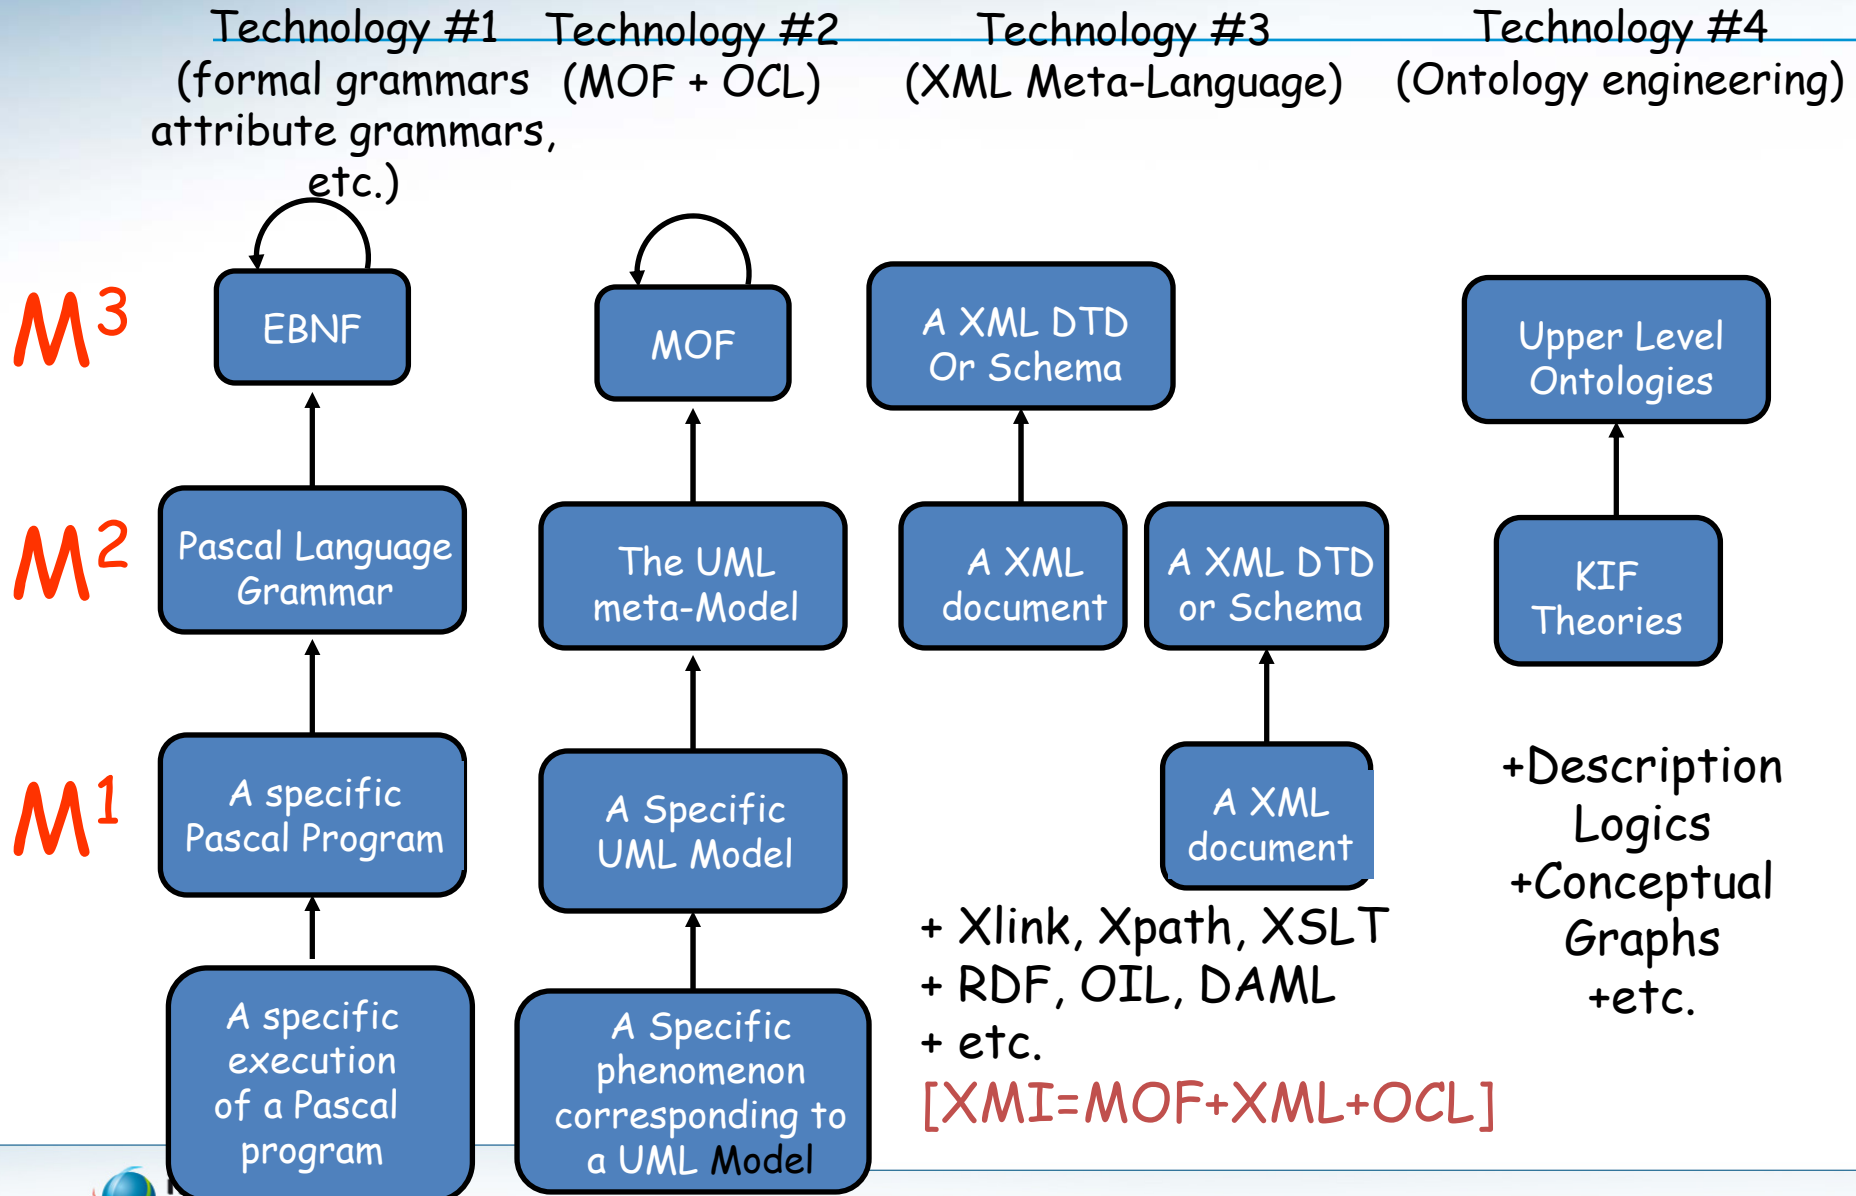 Technology #1
(formal grammars
attribute grammars,
etc.)
Technology #2
(MOF + OCL)
Technology #3
(XML Meta-Language)
Technology #4
(Ontology engineering)
M3
EBNF
MOF
A XML DTD
Or Schema
Upper Level
Ontologies
M2
Pascal Language
Grammar
The UML
meta-Model
A XML
document
A XML DTD
or Schema
KIF
Theories
M1
A specific
Pascal Program
A Specific
UML Model
A XML
document
+Description
Logics
+Conceptual
Graphs
+etc.
A specific
execution
of a Pascal
program
A Specific
phenomenon
corresponding to
a UML Model
+ Xlink, Xpath, XSLT
+ RDF, OIL, DAML
+ etc.
[XMI=MOF+XML+OCL]